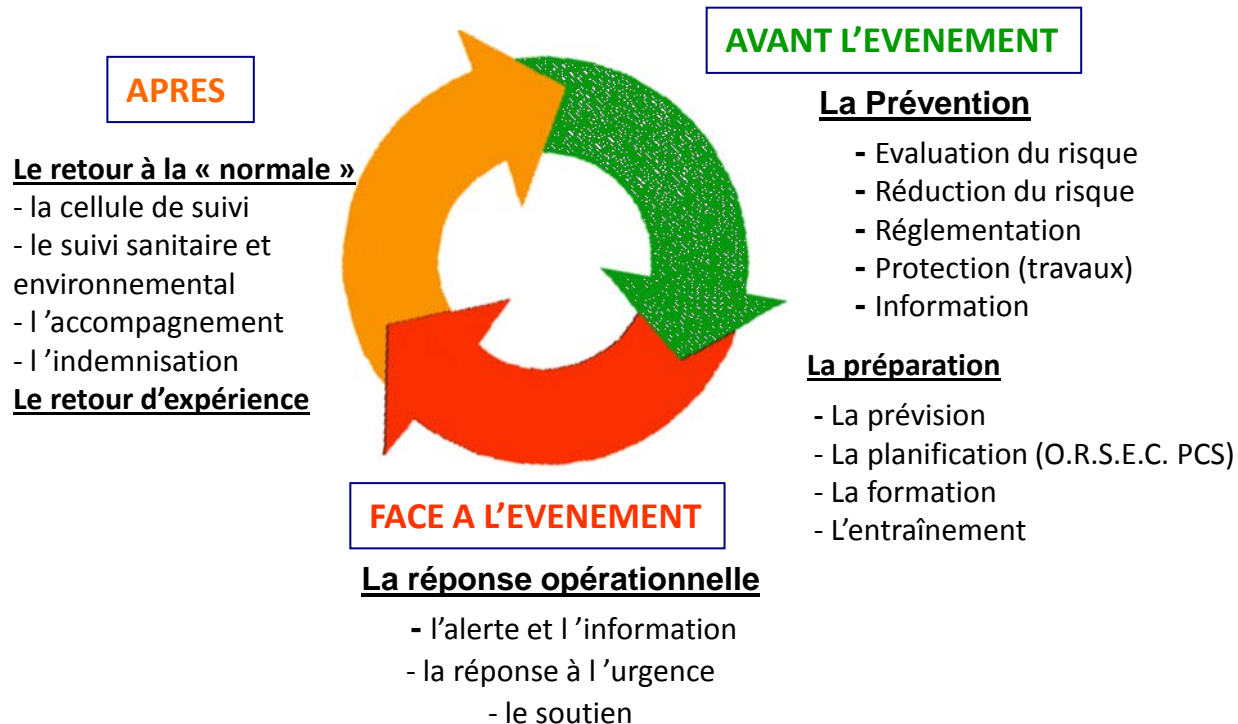 AVANT L’EVENEMENT
La Prévention
- Evaluation du risque
- Réduction du risque
- Réglementation
- Protection (travaux)
- Information
La préparation
- La prévision
- La planification (O.R.S.E.C. PCS)
- La formation
- L’entraînement
FACE A L’EVENEMENT
La réponse opérationnelle
- l’alerte et l ’information
- la réponse à l ’urgence
- le soutien
APRES
Le retour à la « normale »
- la cellule de suivi
- le suivi sanitaire et
environnemental
- l ’accompagnement
- l ’indemnisation
Le retour d’expérience